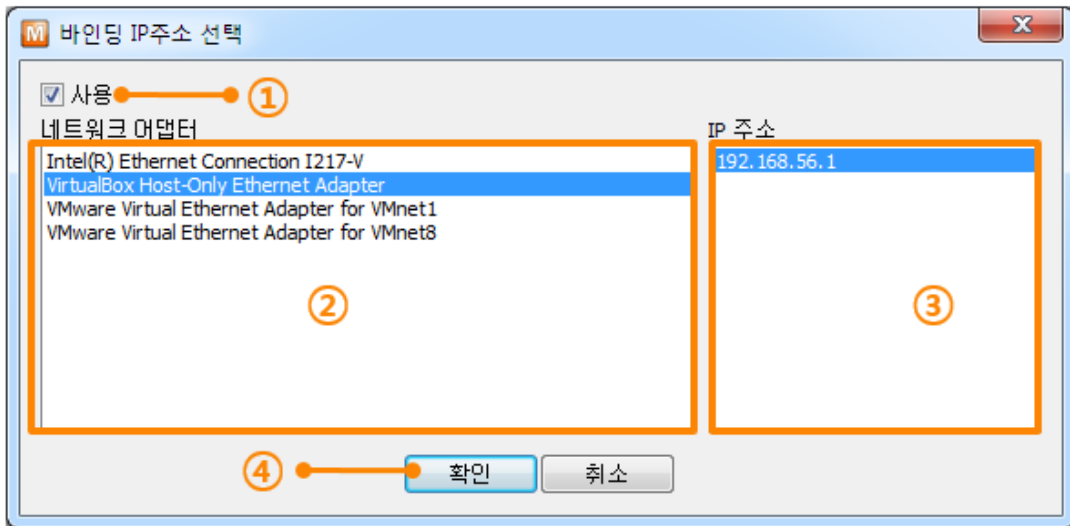 M 바인딩 IP주소 선택
사용 ①
네트워크 어댑터
IP 주소
Intel(R) Ethernet Connection I217-V
VirtualBox Host-Only Ethernet Adapter
VMware Virtual Ethernet Adapter for VMnet1
VMware Virtual Ethernet Adapter for VMnet8
②
192.168.56.1
③
④ 확인 취소